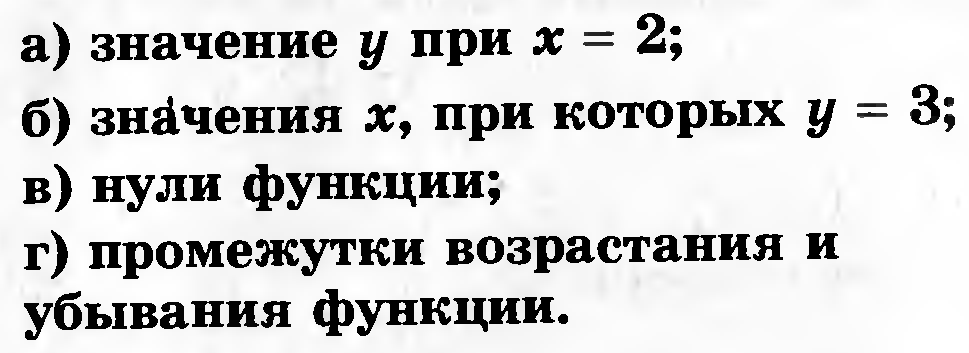 а) значение y при x = 2;
б) значения x, при которых y = 3;
в) нули функции;
г) промежутки возрастания и
убывания функции.